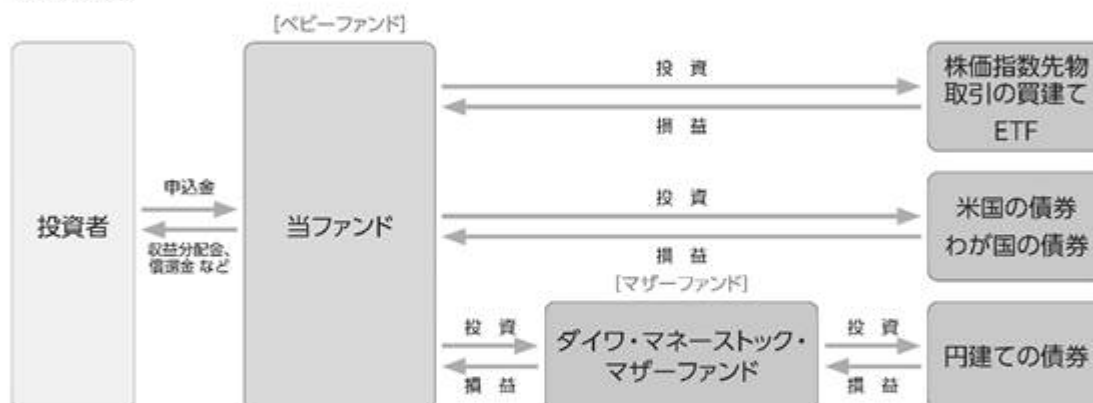 [ベビーファンド]
投資者
申込金
収益分配金、
償還金 など
当ファンド
投 資
損 益
株価指数先物
取引の買建て
ETF
投 資
損 益
米国の債券
わが国の債券
[マザーファンド]
投 資
損 益
ダイワ・マネーストック・
マザーファンド
投 資
損 益
円建ての債券